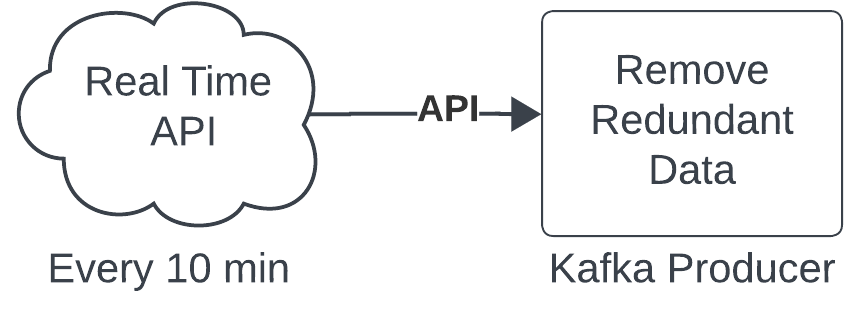 Real Time
API
API
Remove
Redundant
Data
Every 10 min
Kafka Producer